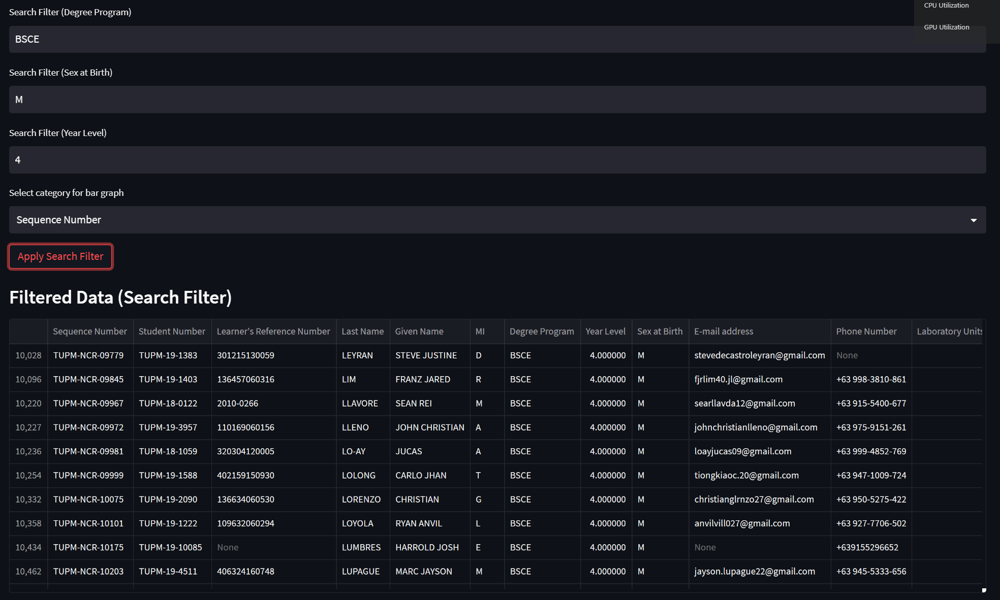 CPU Utilization
GPU Utilization
Search Filter (Degree Program)
BSCE
Search Filter (Sex at Birth)
M
Search Filter (Year Level)
4
Select category for bar graph
Sequence Number
Apply Search Filter
Filtered Data (Search Filter)
Sequence Number Student Number Learner's Reference Number Last Name Given Name MI Degree Program Year Level Sex at Birth E-mail address Phone Number Laboratory Units
10,028 TUPM-NCR-09779 TUPM-19-1383 301215130059 LEYRAN STEVE JUSTINE D BSCE 4.000000 M stevedecastroleyran@gmail.com None
10,096 TUPM-NCR-09845 TUPM-19-1403 136457060316 LIM FRANZ JARED R BSCE 4.000000 M fjrlim40.jl@gmail.com +63 998-3810-861
10,220 TUPM-NCR-09967 TUPM-18-0122 2010-0266 LLAVORE SEAN REI M BSCE 4.000000 M searllavda12@gmail.com +63 915-5400-677
10,227 TUPM-NCR-09972 TUPM-19-3957 110169060156 LLENO JOHN CHRISTIAN A BSCE 4.000000 M johnchristianlleno@gmail.com +63 975-9151-261
10,236 TUPM-NCR-09981 TUPM-18-1059 320304120005 LO-AY JUCAS A BSCE 4.000000 M loayjucas09@gmail.com +63 999-4852-769
10,254 TUPM-NCR-09999 TUPM-19-1588 402159150930 LOLONG CARLO JHAN T BSCE 4.000000 M tiongkiaoc.20@gmail.com +63 947-1009-724
10,332 TUPM-NCR-10075 TUPM-19-2090 136634060530 LORENZO CHRISTIAN G BSCE 4.000000 M christianglrnzo27@gmail.com +63 950-5275-422
10,358 TUPM-NCR-10101 TUPM-19-1222 109632060294 LOYOLA RYAN ANVIL L BSCE 4.000000 M anvilvill027@gmail.com +63 927-7706-502
10,434 TUPM-NCR-10175 TUPM-19-10085 None LUMBRES HARROLD JOSH E BSCE 4.000000 M None +639155296652
10,462 TUPM-NCR-10203 TUPM-19-4511 406324160748 LUPAGUE MARC JAYSON M BSCE 4.000000 M jayson.lupague22@gmail.com +63 945-5333-656